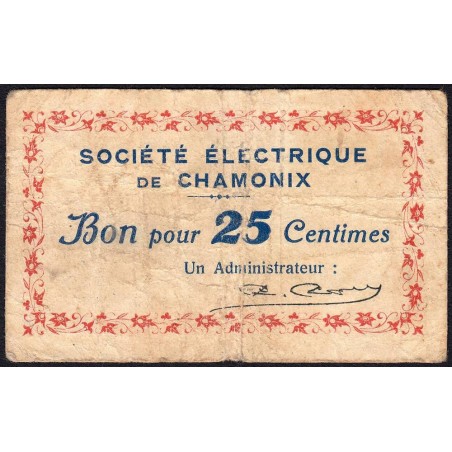 SOCIÉTÉ ÉLECTRIQUE
DE CHAMONIX
Bon pour 25 Centimes
Un Administrateur :